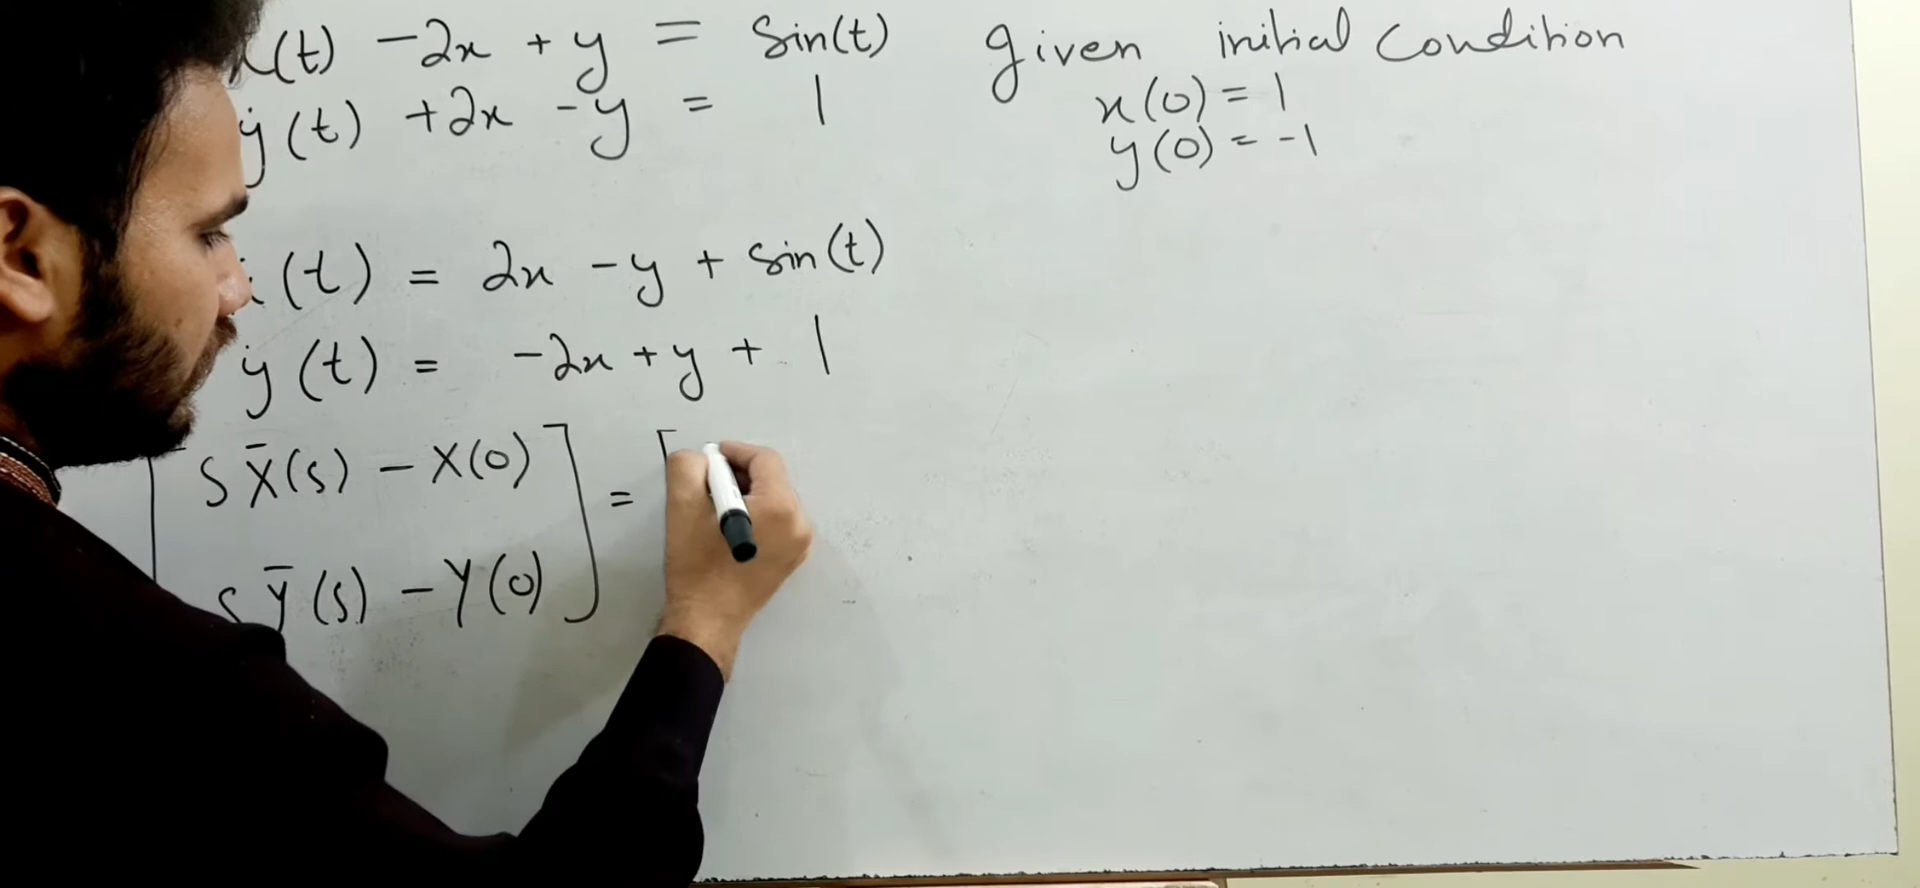 ẋ(t) -2x + y = Sin(t) given initial Condition
ẏ(t) +2x -y = 1 x(0) = 1
y(0) = -1
ẋ(t) = 2x - y + Sin(t)
ẏ(t) = -2x + y + 1
S X̄(s) - X(0) ] = [
S Ȳ(s) - Y(0)